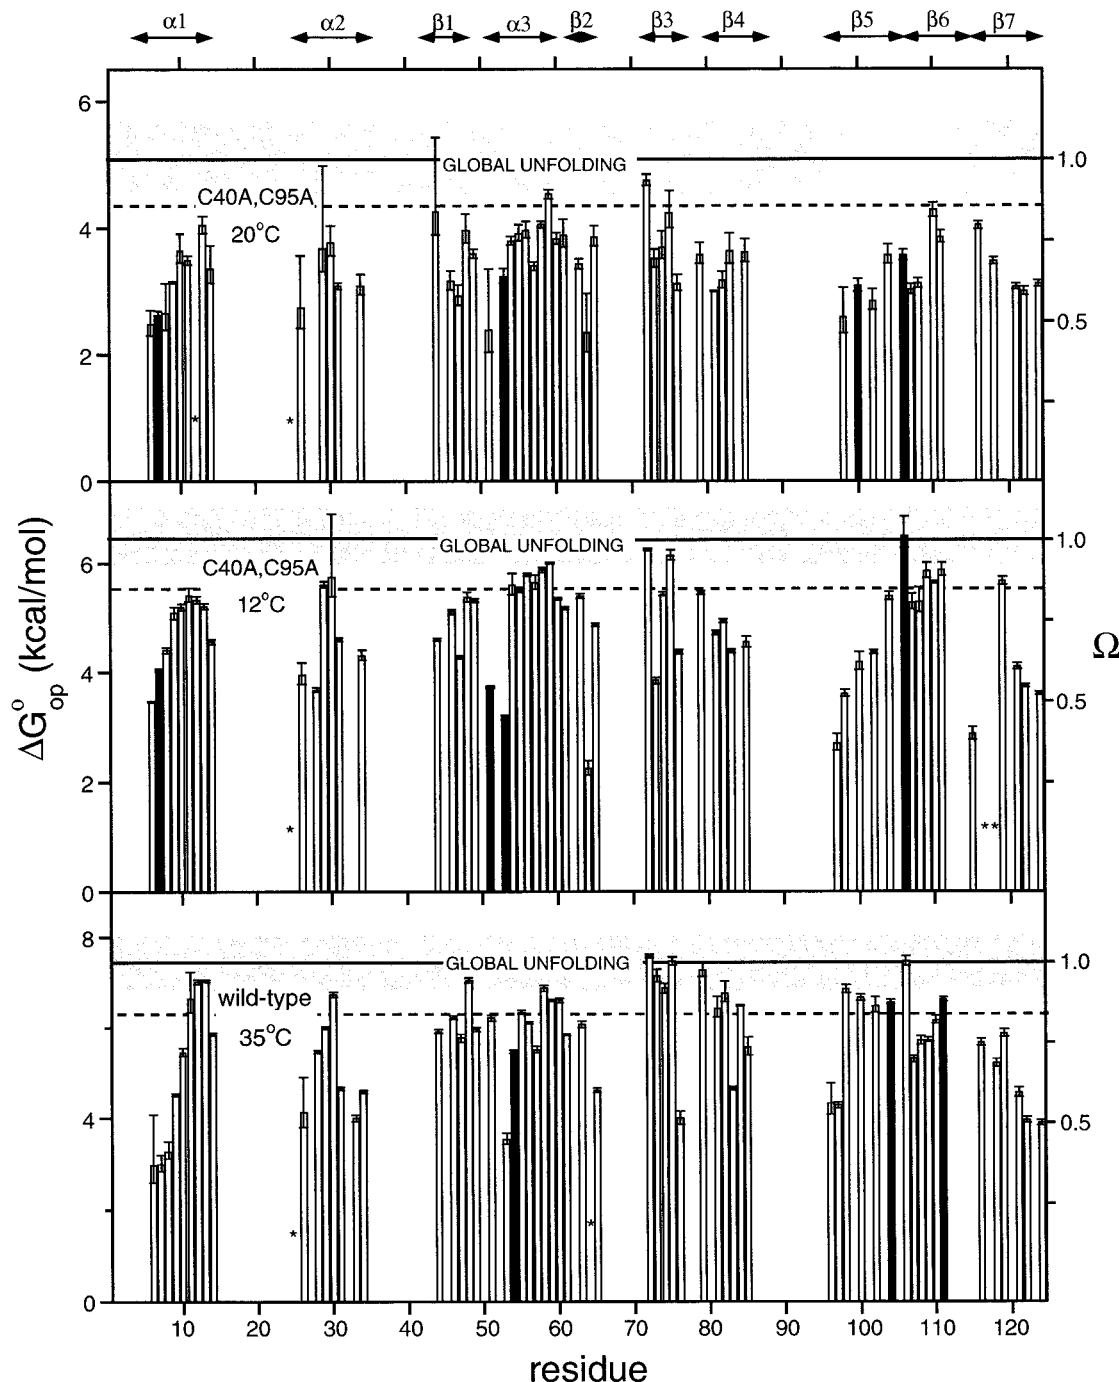 α1 α2 β1 α3 β2 β3 β4 β5 β6 β7
6
GLOBAL UNFOLDING
1.0
C40A,C95A
20°C
4
0.5
2
*
*
0
GLOBAL UNFOLDING
1.0
6
C40A,C95A
12°C
4
0.5
2
*
* *
0
ΔG°op (kcal/mol)
Ω
8
GLOBAL UNFOLDING
1.0
wild-type
35°C
4
0.5
*
*
0
10 20 30 40 50 60 70 80 90 100 110 120
residue